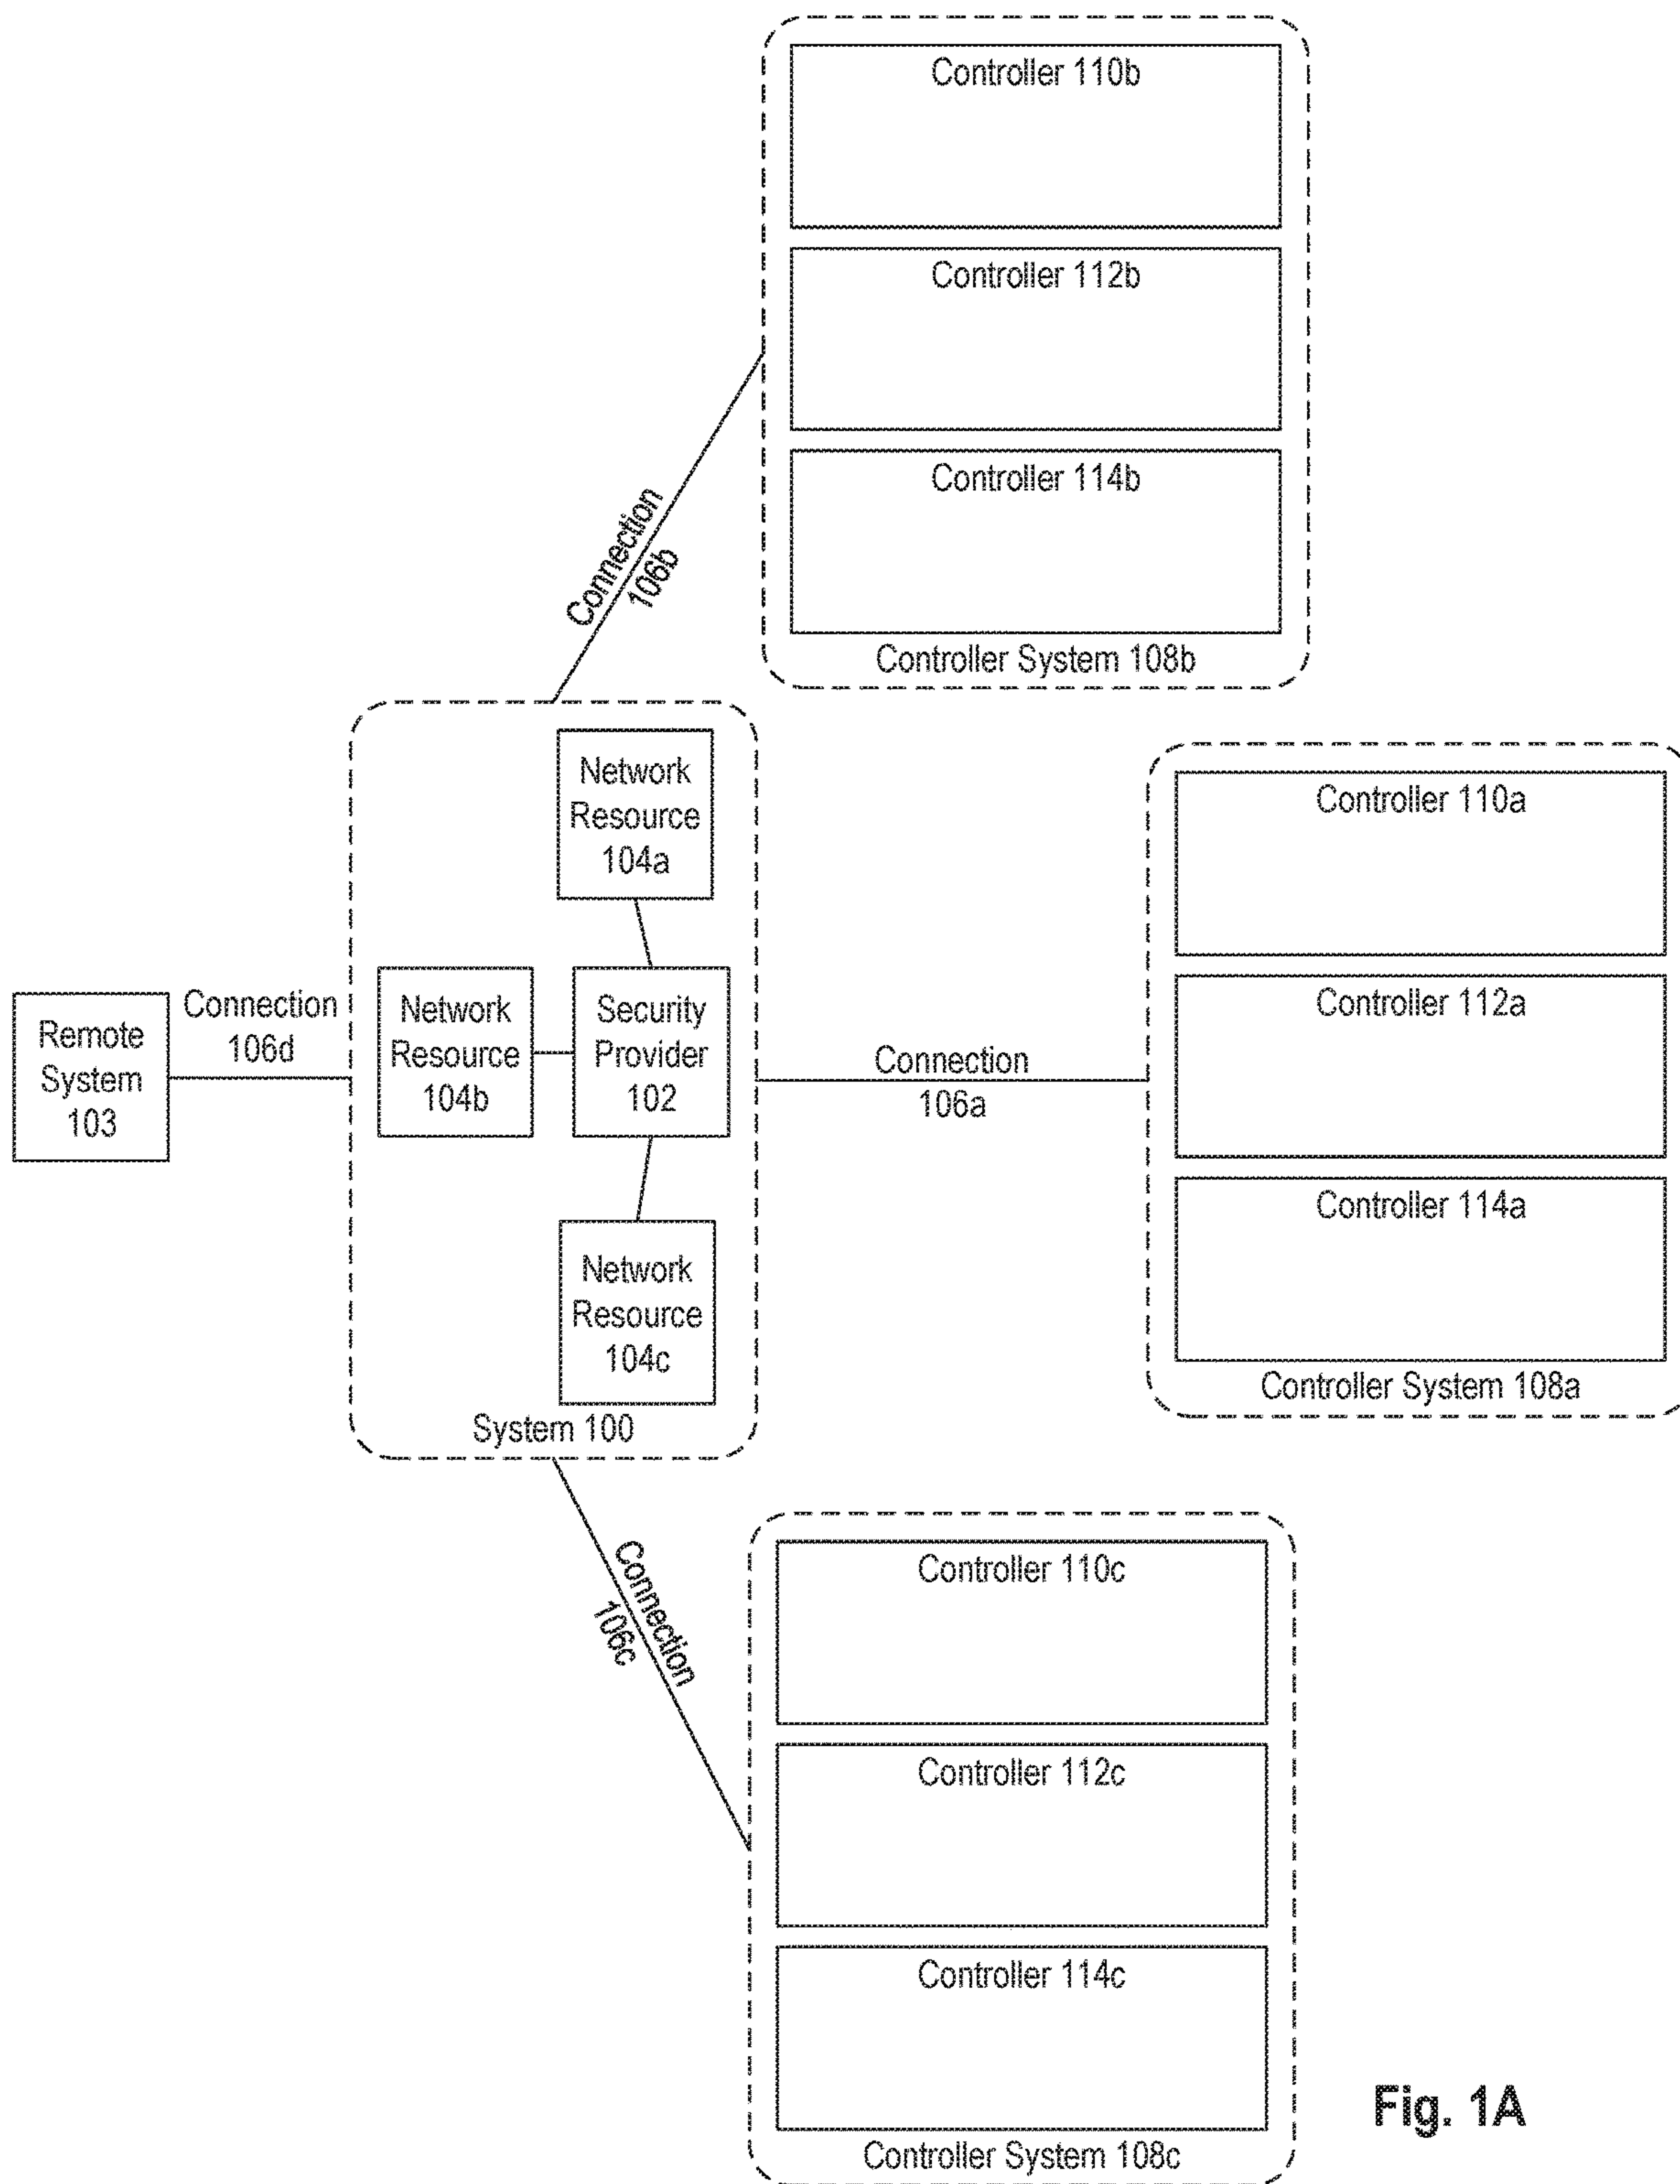 Controller 110b
Controller 112b
Controller 114b
Controller System 108b
Connection
106b
Network
Resource
104a
Network
Resource
104b
Security
Provider
102
Network
Resource
104c
System 100
Remote
System
103
Connection
106d
Connection
106a
Controller 110a
Controller 112a
Controller 114a
Controller System 108a
Connection
106c
Controller 110c
Controller 112c
Controller 114c
Controller System 108c
Fig. 1A